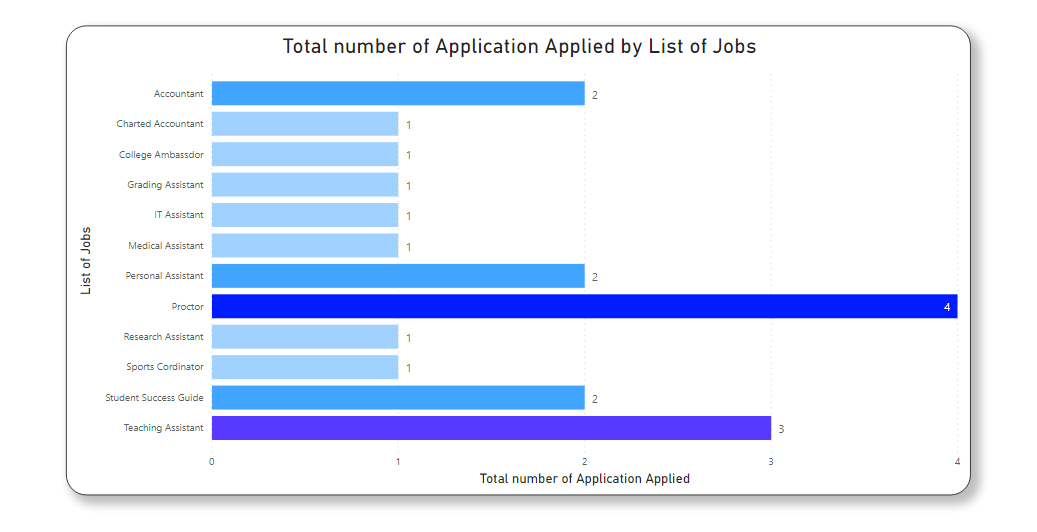 Total number of Application Applied by List of Jobs
List of Jobs
Accountant 2
Charted Accountant 1
College Ambassdor 1
Grading Assistant 1
IT Assistant 1
Medical Assistant 1
Personal Assistant 2
Proctor 4
Research Assistant 1
Sports Cordinator 1
Student Success Guide 2
Teaching Assistant 3
0 1 2 3 4
Total number of Application Applied